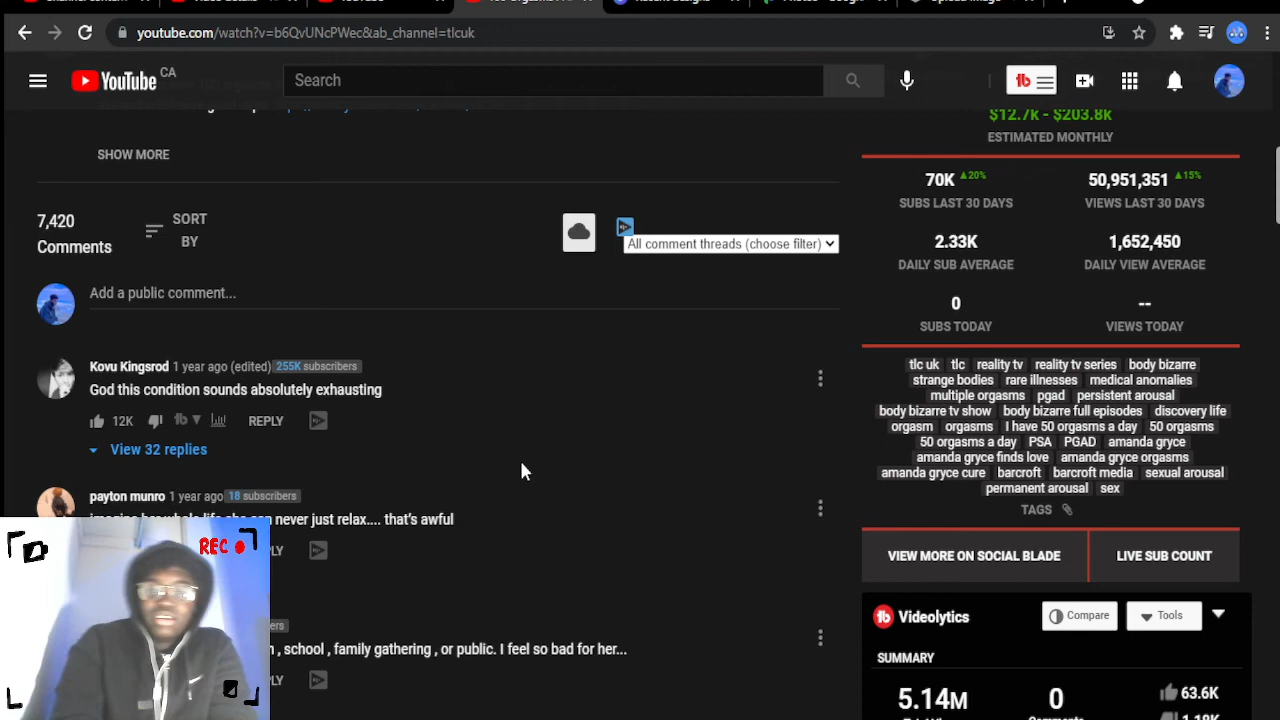 youtube.com/watch?v=b6QvUNcPWec&ab_channel=tlcuk
YouTube CA
Search
SHOW MORE
7,420
Comments
SORT
BY
All comment threads (choose filter)
Add a public comment...
Kovu Kingsrod 1 year ago (edited) 255K subscribers
God this condition sounds absolutely exhausting
12K
REPLY
View 32 replies
payton munro 1 year ago 18 subscribers
she can never just relax.... that's awful
, school , family gathering , or public. I feel so bad for her...
REC
$12.7k - $203.8k
ESTIMATED MONTHLY
70K ▲20% 50,951,351 ▲15%
SUBS LAST 30 DAYS VIEWS LAST 30 DAYS
2.33K 1,652,450
DAILY SUB AVERAGE DAILY VIEW AVERAGE
0 --
SUBS TODAY VIEWS TODAY
tlc uk tlc reality tv reality tv series body bizarre
strange bodies rare illnesses medical anomalies
multiple orgasms pgad persistent arousal
body bizarre tv show body bizarre full episodes discovery life
orgasm orgasms I have 50 orgasms a day 50 orgasms
50 orgasms a day PSA PGAD amanda gryce
amanda gryce finds love amanda gryce orgasms
amanda gryce cure barcroft barcroft media sexual arousal
permanent arousal sex
TAGS
VIEW MORE ON SOCIAL BLADE LIVE SUB COUNT
Videolytics Compare Tools
SUMMARY
5.14M 0 63.6K